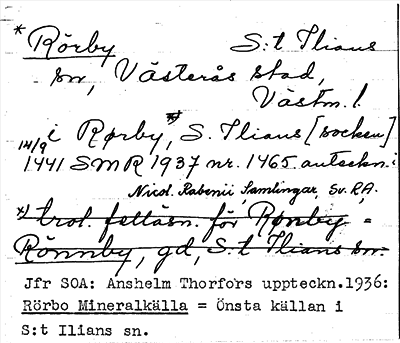 * Rörby S:t Ilians
sn, Västerås stad,
Västm. l.
i Rørby,*) S. Ilians [socken]
14/9 1441 SMR 1937 nr. 1465. anteckn. i
Nicol. Rabenii, Samlingar, Sv. RA.
*) trol. felläsn. för Rønby =
Rönnby, gd, S:t Ilians sn.
Jfr SOA: Anshelm Thorfors uppteckn.1936:
Rörbo Mineralkälla = Önsta källan i
S:t Ilians sn.